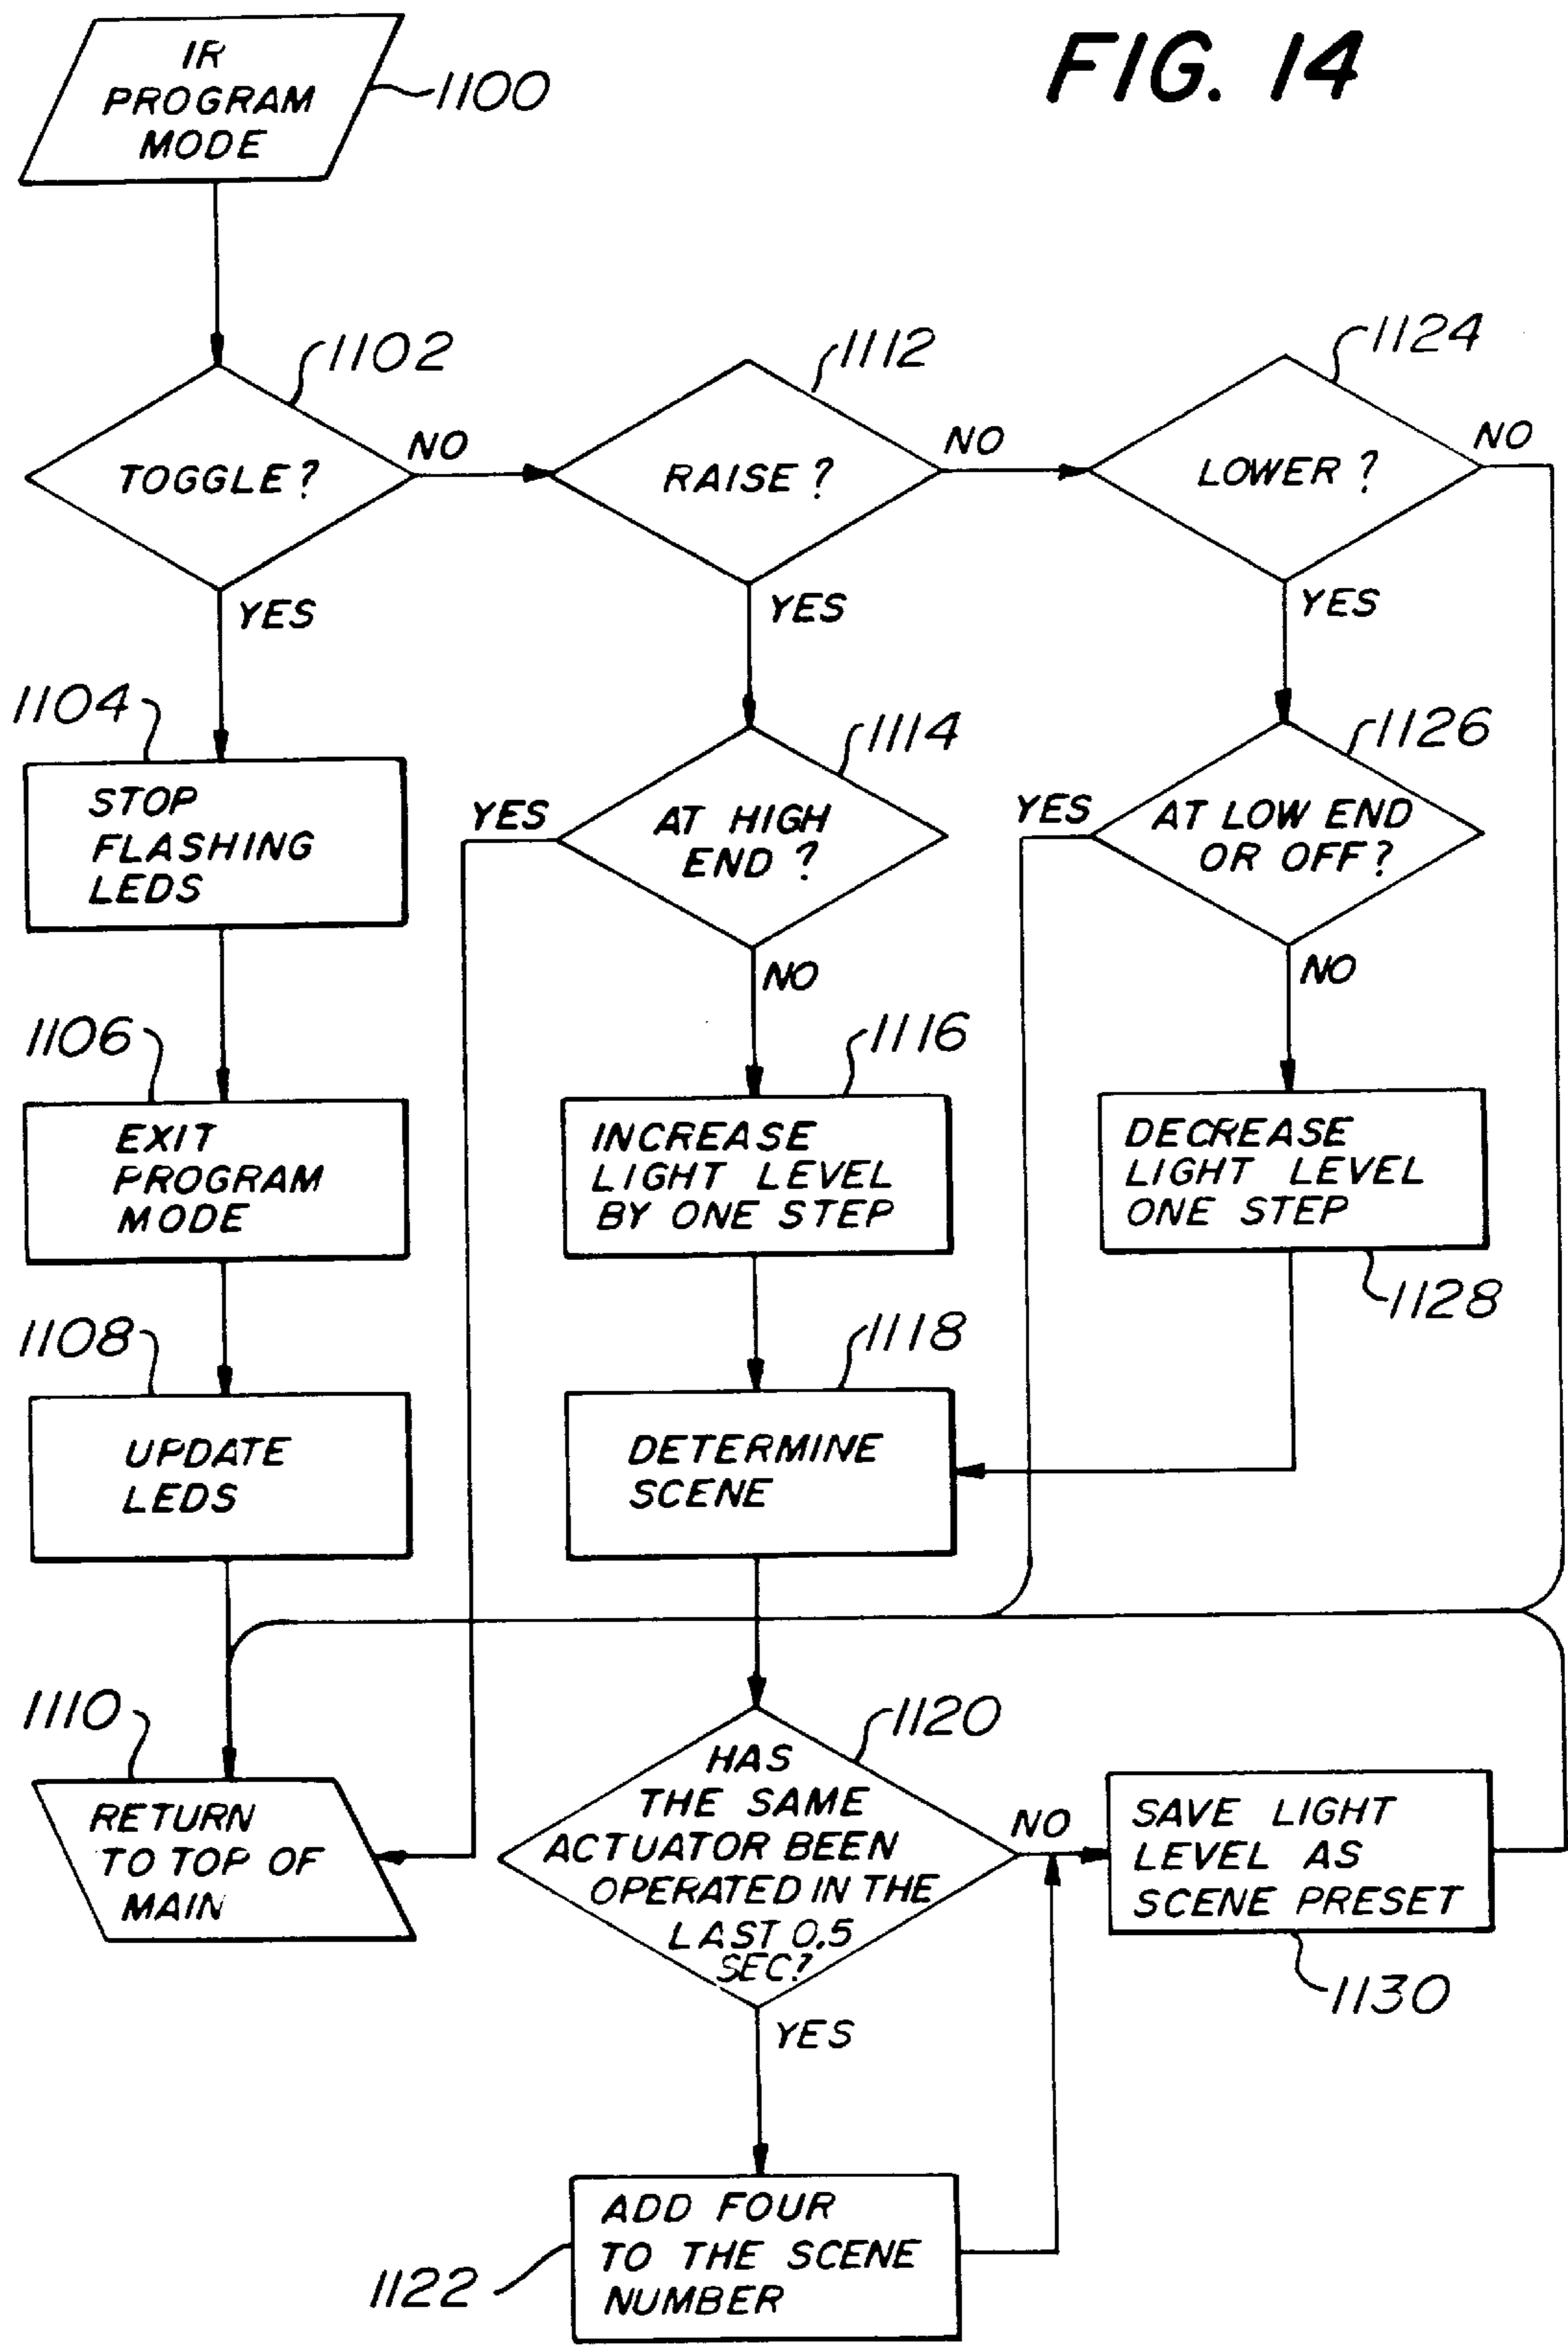 FIG. 14
IR
PROGRAM
MODE
1100
1102
TOGGLE?
NO
YES
1112
RAISE?
NO
YES
1124
LOWER?
NO
YES
1104
STOP
FLASHING
LEDS
1106
EXIT
PROGRAM
MODE
1108
UPDATE
LEDS
1110
RETURN
TO TOP OF
MAIN
1114
YES
AT HIGH
END?
NO
1116
INCREASE
LIGHT LEVEL
BY ONE STEP
1118
DETERMINE
SCENE
1126
YES
AT LOW END
OR OFF?
NO
DECREASE
LIGHT LEVEL
ONE STEP
1128
1120
HAS
THE SAME
ACTUATOR BEEN
OPERATED IN THE
LAST 0.5
SEC?
NO
YES
SAVE LIGHT
LEVEL AS
SCENE PRESET
1130
ADD FOUR
TO THE SCENE
NUMBER
1122